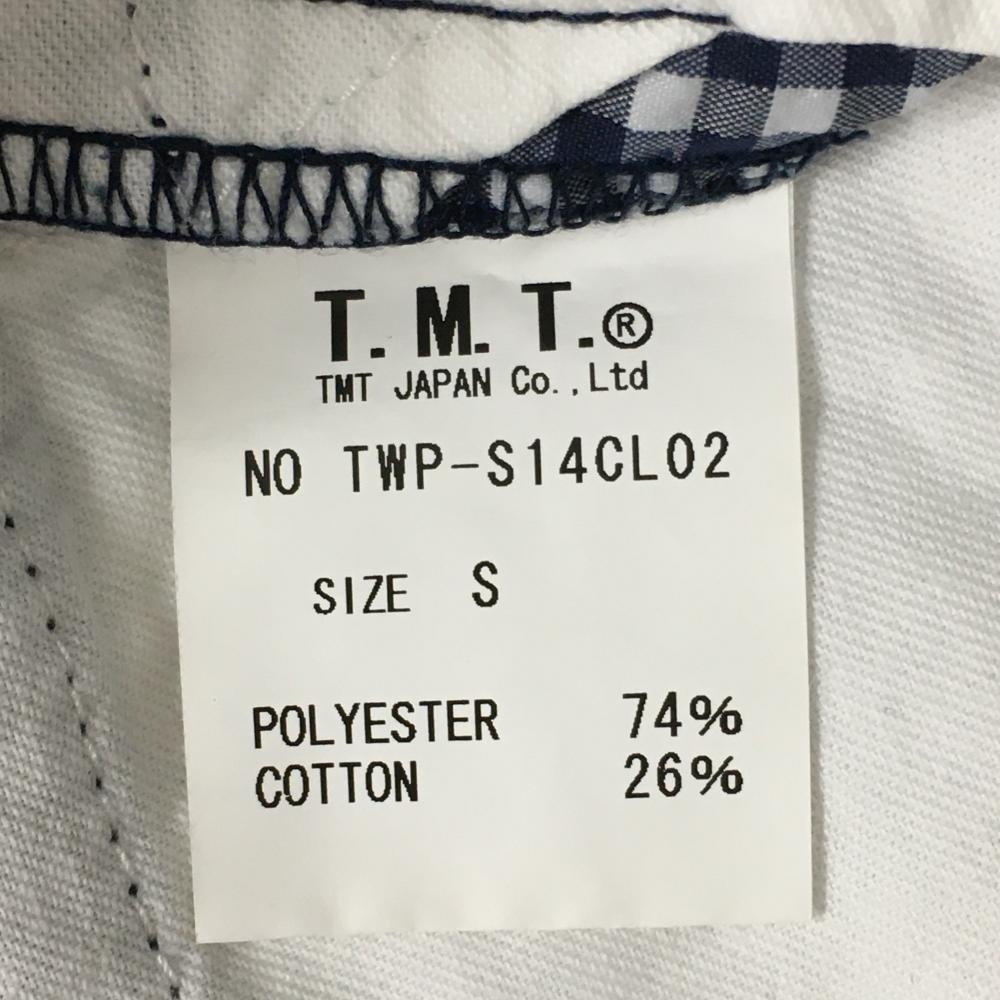 T.M.T.®
TMT JAPAN Co.,Ltd
NO TWP-S14CL02
SIZE S
POLYESTER 74%
COTTON 26%